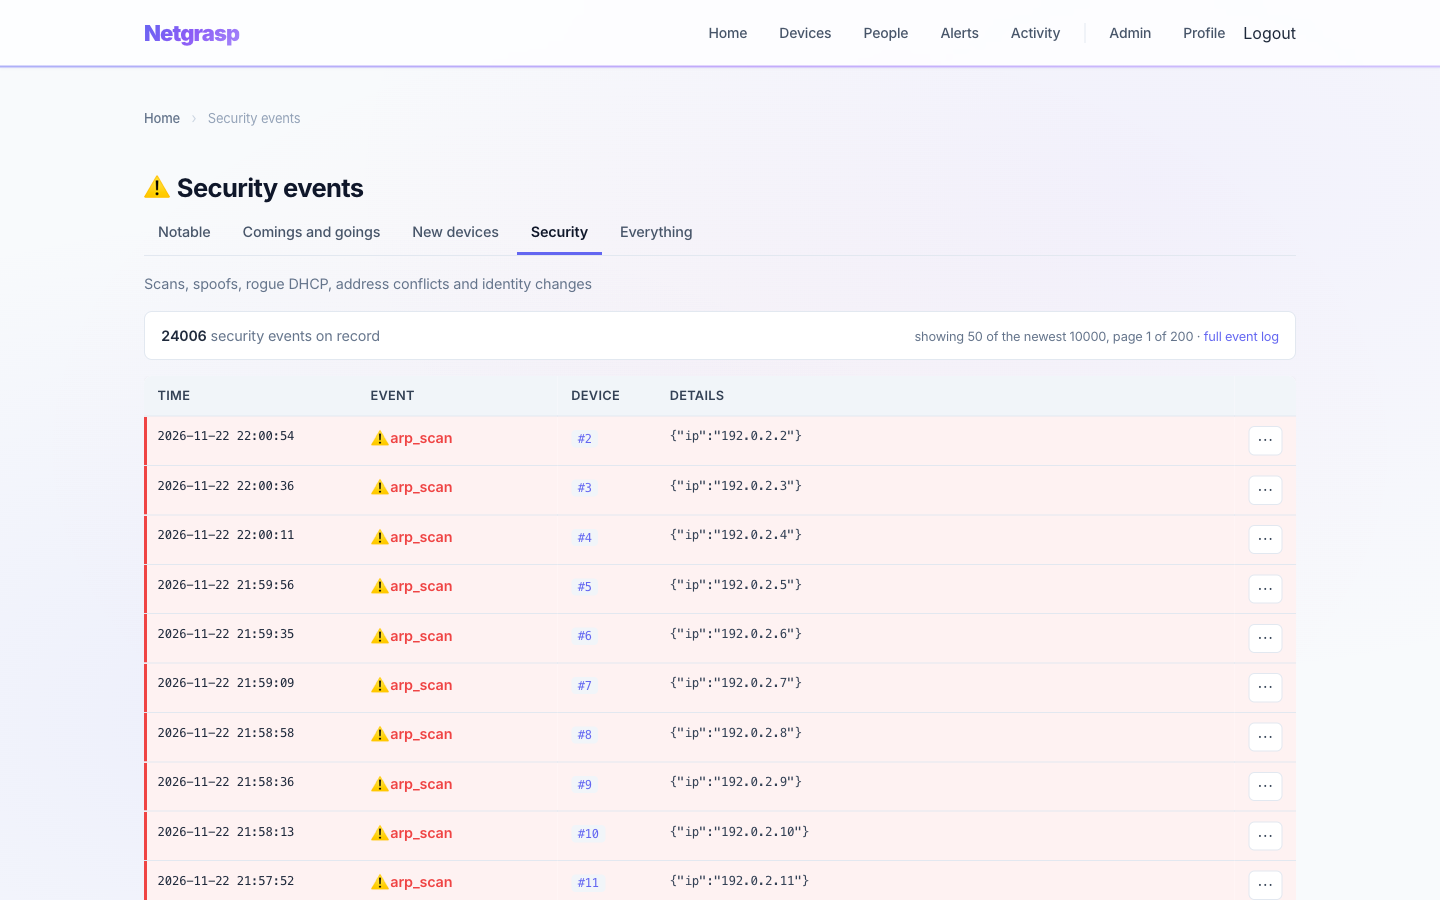 Netgrasp
Home Devices People Alerts Activity Admin Profile Logout
Home › Security events
⚠️ Security events
Notable Comings and goings New devices Security Everything
Scans, spoofs, rogue DHCP, address conflicts and identity changes
24006 security events on record showing 50 of the newest 10000, page 1 of 200 · full event log
TIME EVENT DEVICE DETAILS
2026-11-22 22:00:54 ⚠️ arp_scan #2 {"ip":"192.0.2.2"} ...
2026-11-22 22:00:36 ⚠️ arp_scan #3 {"ip":"192.0.2.3"} ...
2026-11-22 22:00:11 ⚠️ arp_scan #4 {"ip":"192.0.2.4"} ...
2026-11-22 21:59:56 ⚠️ arp_scan #5 {"ip":"192.0.2.5"} ...
2026-11-22 21:59:35 ⚠️ arp_scan #6 {"ip":"192.0.2.6"} ...
2026-11-22 21:59:09 ⚠️ arp_scan #7 {"ip":"192.0.2.7"} ...
2026-11-22 21:58:58 ⚠️ arp_scan #8 {"ip":"192.0.2.8"} ...
2026-11-22 21:58:36 ⚠️ arp_scan #9 {"ip":"192.0.2.9"} ...
2026-11-22 21:58:13 ⚠️ arp_scan #10 {"ip":"192.0.2.10"} ...
2026-11-22 21:57:52 ⚠️ arp_scan #11 {"ip":"192.0.2.11"} ...